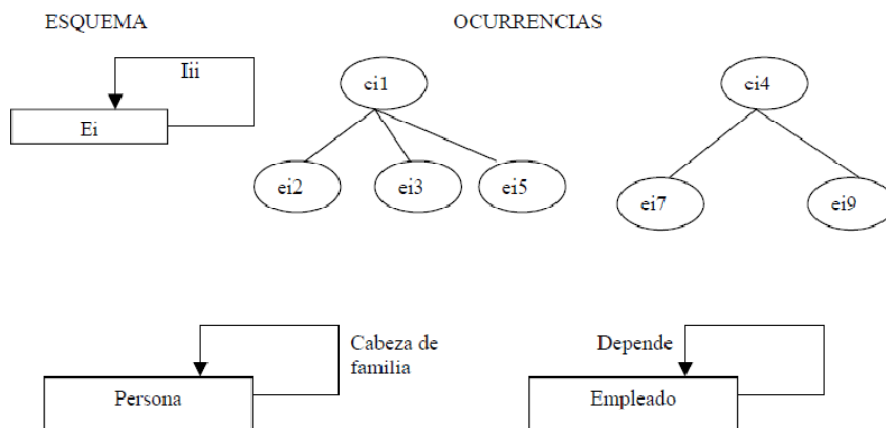 ESQUEMA
OCURRENCIAS
Iii
Ei
ei1
ei4
ei2
ei3
ei5
ei7
ei9
Cabeza de
familia
Persona
Depende
Empleado